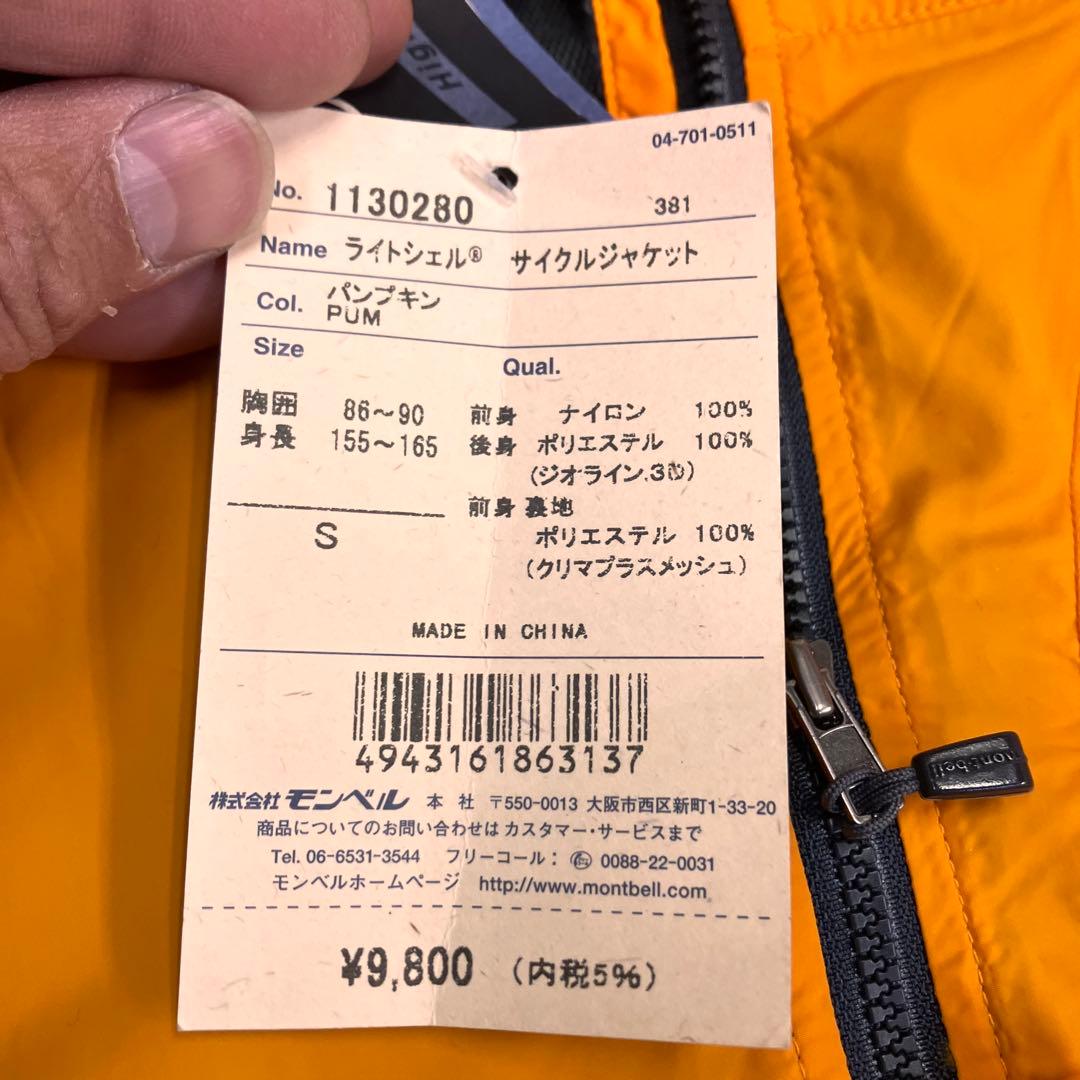 Hig
04-701-0511
No. 1130280 381
Name ライトシェル® サイクルジャケット
Col. パンプキン
PUM
Size Qual.
胸囲 86～90 前身 ナイロン 100%
身長 155～165 後身 ポリエステル 100%
(ジオライン.3D)
前身裏地
S ポリエステル 100%
(クリマプラスメッシュ)
MADE IN CHINA
4943161863137
株式会社 モンベル 本 社 〒550-0013 大阪市西区新町1-33-20
商品についてのお問い合わせは カスタマー・サービスまで
Tel. 06-6531-3544 フリーコール： 0088-22-0031
モンベルホームページ http://www.montbell.com
¥9,800 (内税5%)
mont-bell